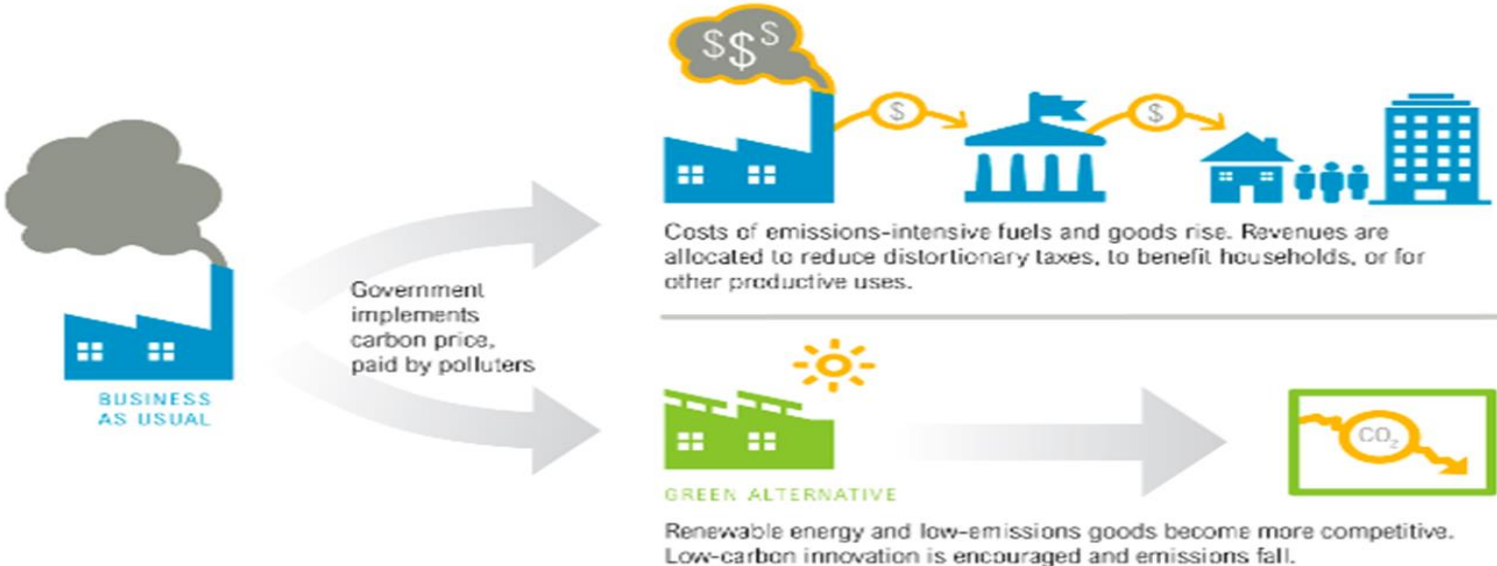 $ $ $
$
$
Costs of emissions-intensive fuels and goods rise. Revenues are
allocated to reduce distortionary taxes, to benefit households, or for
other productive uses.
Government
implements
carbon price,
paid by polluters
BUSINESS
AS USUAL
CO₂
GREEN ALTERNATIVE
Renewable energy and low-emissions goods become more competitive.
Low-carbon innovation is encouraged and emissions fall.